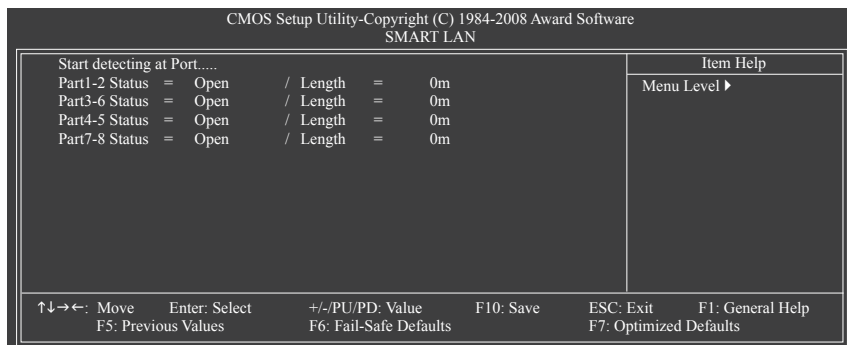 CMOS Setup Utility-Copyright (C) 1984-2008 Award Software
SMART LAN
Start detecting at Port.....
Part1-2 Status = Open / Length = 0m
Part3-6 Status = Open / Length = 0m
Part4-5 Status = Open / Length = 0m
Part7-8 Status = Open / Length = 0m
Item Help
Menu Level▶
↑↓→←: Move Enter: Select +/-/PU/PD: Value F10: Save ESC: Exit F1: General Help
F5: Previous Values F6: Fail-Safe Defaults F7: Optimized Defaults